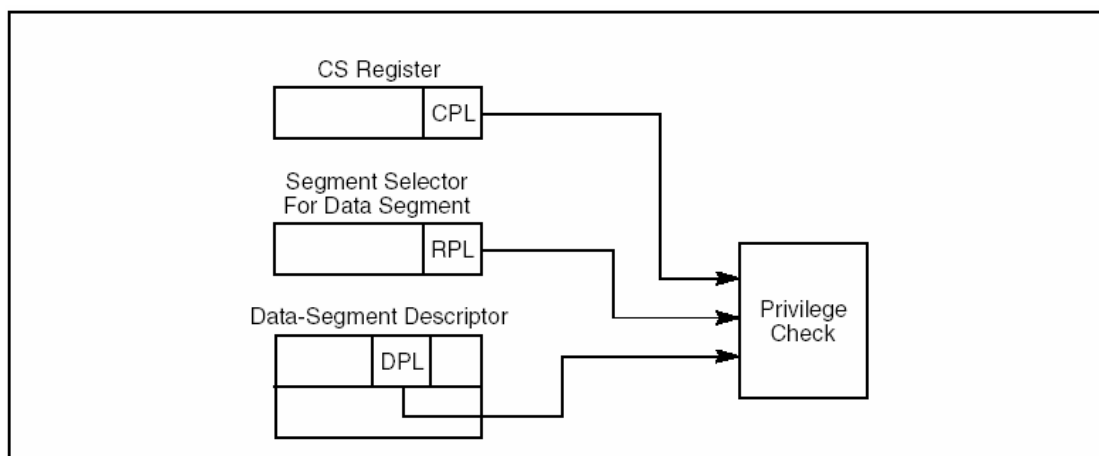 CS Register
CPL
Segment Selector
For Data Segment
RPL
Data-Segment Descriptor
DPL
Privilege
Check